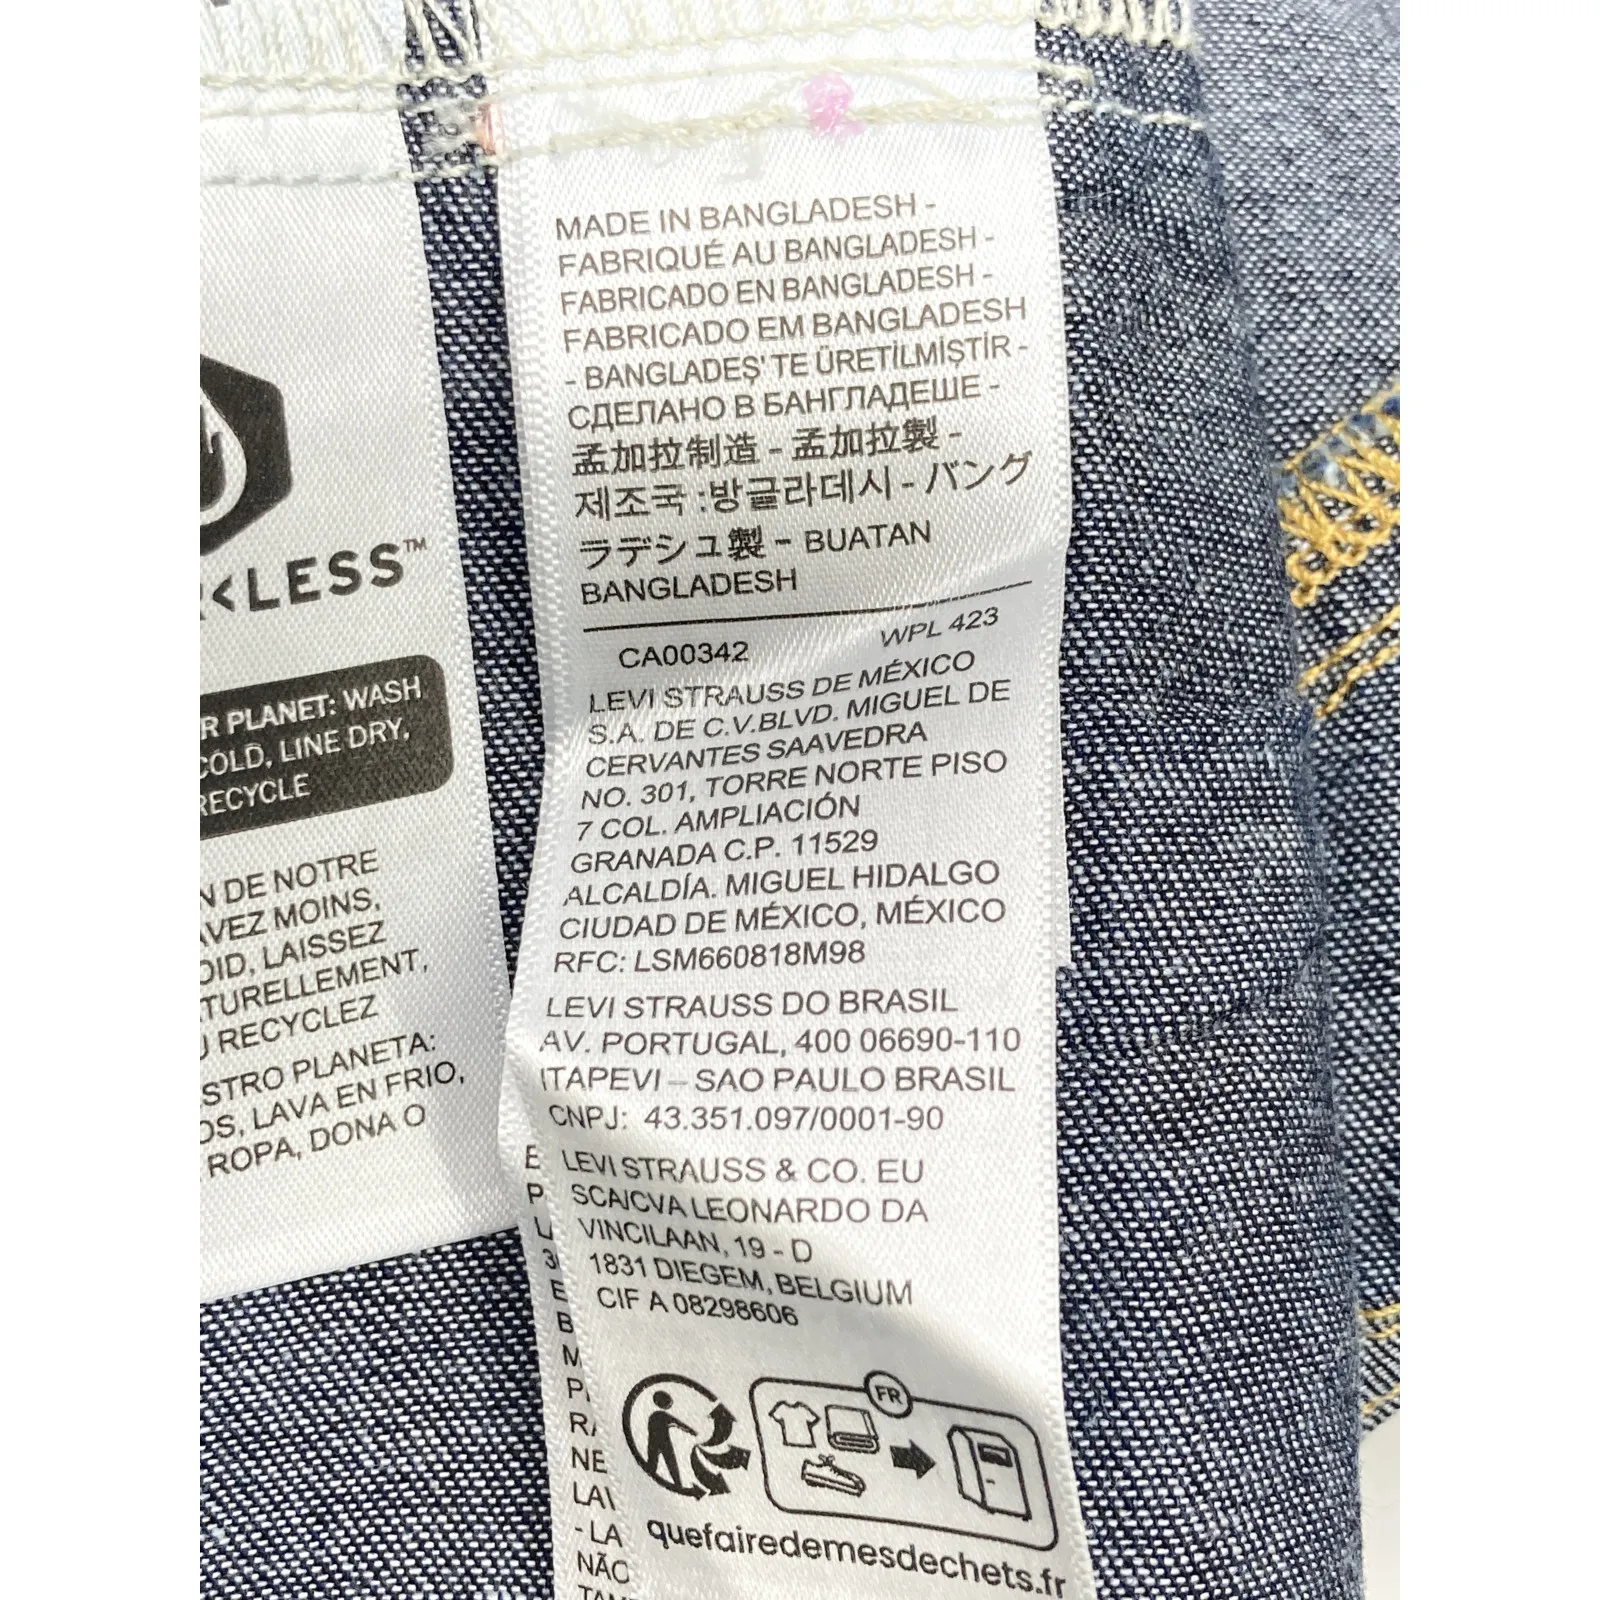 <LESS™
PLANET: WASH
COLD, LINE DRY,
RECYCLE
DE NOTRE
MOINS,
LAISSEZ
RECYCLEZ
PLANETA:
LAVA EN FRIO,
ROPA, DONA O
MADE IN BANGLADESH -
FABRIQUÉ AU BANGLADESH -
FABRICADO EN BANGLADESH -
FABRICADO EM BANGLADESH
- BANGLADEŞ'TE ÜRETİLMİŞTİR -
СДЕЛАНО В БАНГЛАДЕШЕ -
孟加拉制造 - 孟加拉製 -
제조국 :방글라데시 - バング
ラデシュ製 - BUATAN
BANGLADESH
CA00342 WPL 423
LEVI STRAUSS DE MÉXICO
S.A. DE C.V.BLVD. MIGUEL DE
CERVANTES SAAVEDRA
NO. 301, TORRE NORTE PISO
7 COL. AMPLIACIÓN
GRANADA C.P. 11529
ALCALDÍA. MIGUEL HIDALGO
CIUDAD DE MÉXICO, MÉXICO
RFC: LSM660818M98
LEVI STRAUSS DO BRASIL
AV. PORTUGAL, 400 06690-110
ITAPEVI – SAO PAULO BRASIL
CNPJ: 43.351.097/0001-90
LEVI STRAUSS & CO. EU
SCA/CVA LEONARDO DA
VINCILAAN, 19 - D
1831 DIEGEM, BELGIUM
CIF A 08298606
FR
quefairedemesdechets.fr